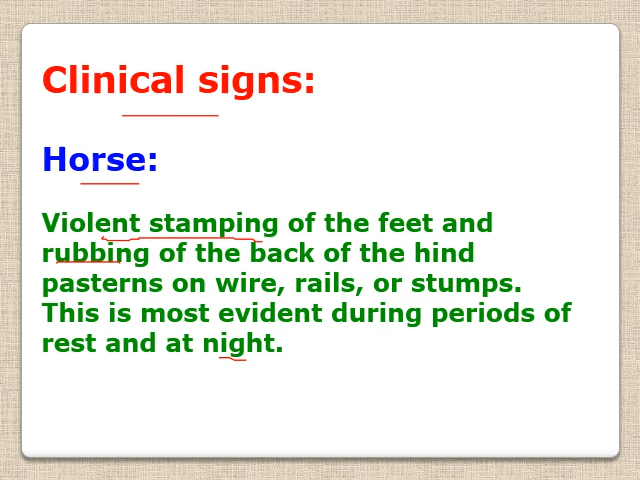 Clinical signs:
Horse:
Violent stamping of the feet and
rubbing of the back of the hind
pasterns on wire, rails, or stumps.
This is most evident during periods of
rest and at night.